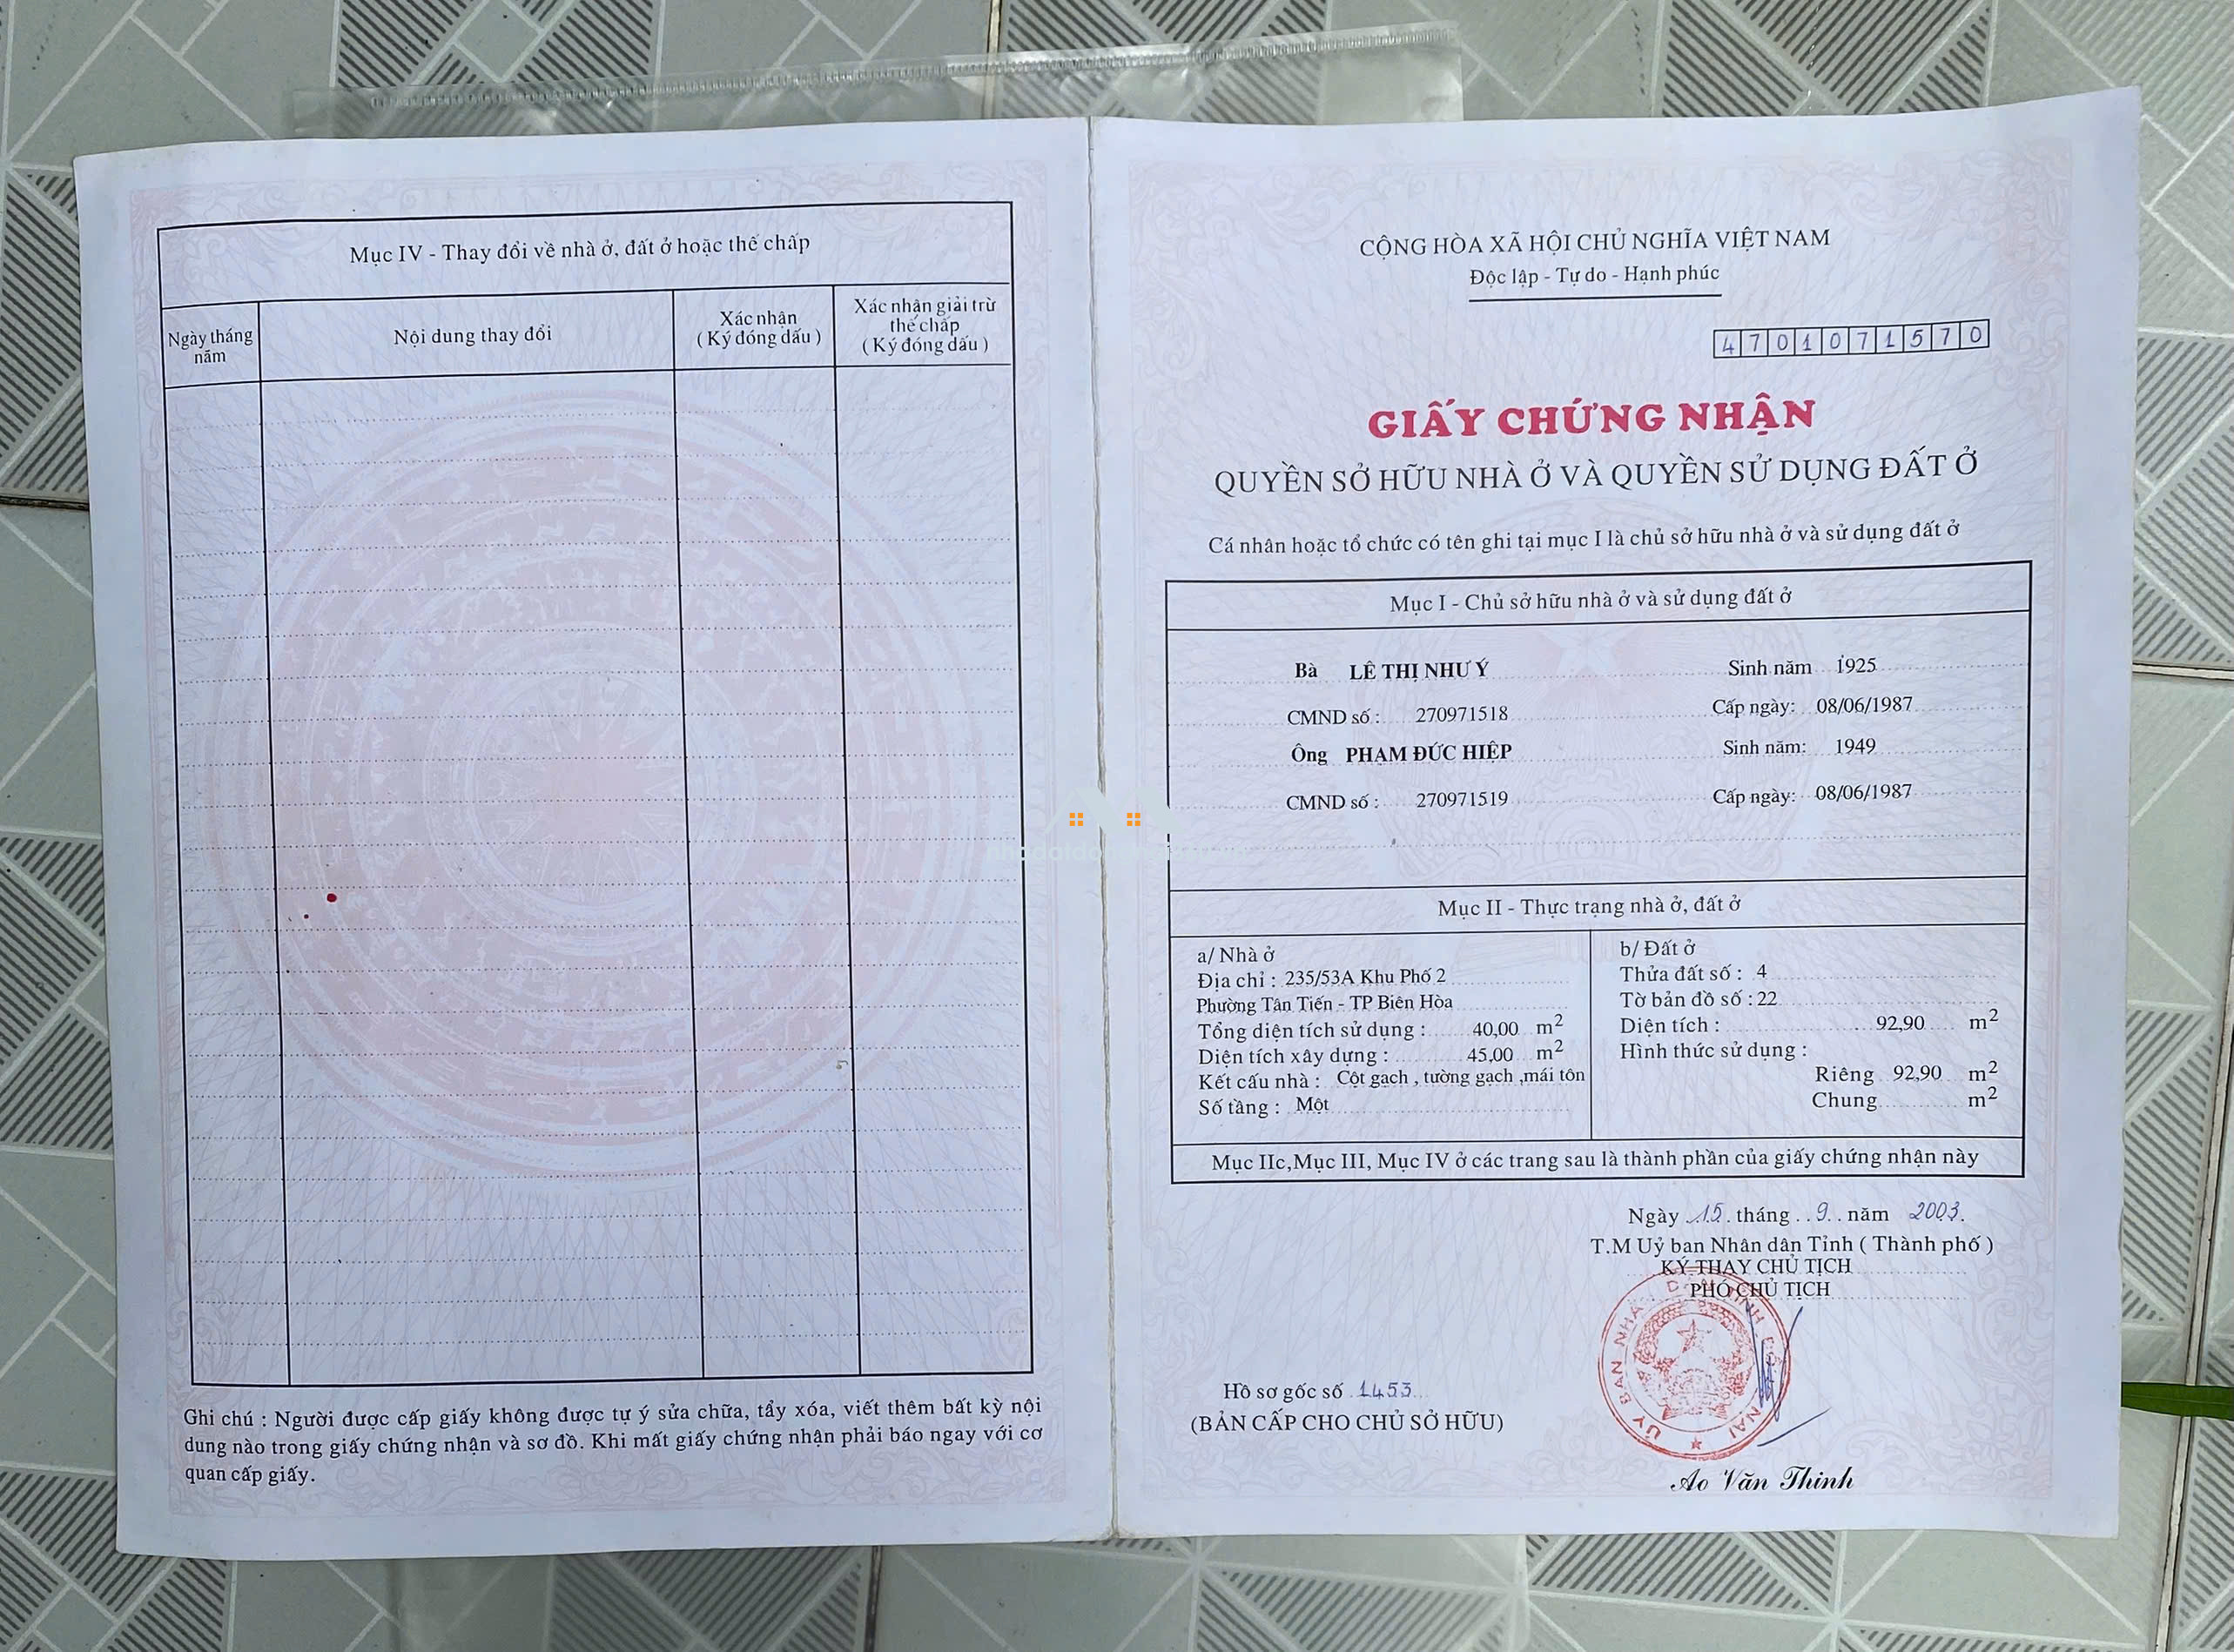 Mục IV - Thay đổi về nhà ở, đất ở hoặc thế chấp
Ngày tháng năm
Nội dung thay đổi
Xác nhận
( Ký đóng dấu )
Xác nhận giải trừ
thế chấp
( Ký đóng dấu )
Ghi chú : Người được cấp giấy không được tự ý sửa chữa, tẩy xóa, viết thêm bất kỳ nội
dung nào trong giấy chứng nhận và sơ đồ. Khi mất giấy chứng nhận phải báo ngay với cơ
quan cấp giấy.
CỘNG HÒA XÃ HỘI CHỦ NGHĨA VIỆT NAM
Độc lập - Tự do - Hạnh phúc
4701071570
GIẤY CHỨNG NHẬN
QUYỀN SỞ HỮU NHÀ Ở VÀ QUYỀN SỬ DỤNG ĐẤT Ở
Cá nhân hoặc tổ chức có tên ghi tại mục I là chủ sở hữu nhà ở và sử dụng đất ở
Mục I - Chủ sở hữu nhà ở và sử dụng đất ở
Bà LÊ THỊ NHƯ Ý Sinh năm 1925
CMND số : 270971518 Cấp ngày: 08/06/1987
Ông PHẠM ĐỨC HIỆP Sinh năm: 1949
CMND số : 270971519 Cấp ngày: 08/06/1987
Mục II - Thực trạng nhà ở, đất ở
a/ Nhà ở
Địa chỉ : 235/53A Khu Phố 2
Phường Tân Tiến - TP Biên Hòa
Tổng diện tích sử dụng : 40,00 m2
Diện tích xây dựng : 45,00 m2
Kết cấu nhà : Cột gạch , tường gạch ,mái tôn
Số tầng : Một
b/ Đất ở
Thửa đất số : 4
Tờ bản đồ số : 22
Diện tích : 92,90 m2
Hình thức sử dụng :
Riêng 92,90 m2
Chung m2
Mục IIc,Mục III, Mục IV ở các trang sau là thành phần của giấy chứng nhận này
Ngày 15 tháng 9 năm 2003
T.M Uỷ ban Nhân dân Tỉnh ( Thành phố )
KÝ THAY CHỦ TỊCH
PHÓ CHỦ TỊCH
ỦY BAN NHÂN DÂN TỈNH ĐỒNG NAI
Hồ sơ gốc số 1453
(BẢN CẤP CHO CHỦ SỞ HỮU)
Ao Văn Thinh